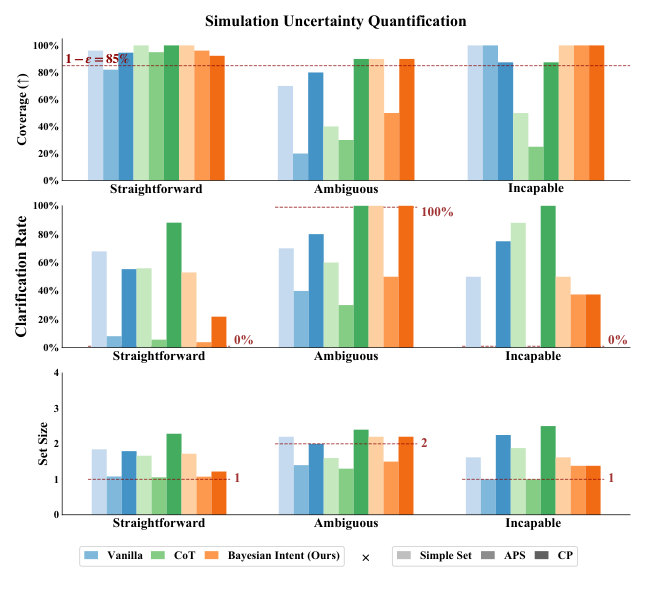 Simulation Uncertainty Quantification
100%
80%
60%
40%
20%
0%
Coverage (↑)
1 − ε = 85%
Straightforward Ambiguous Incapable
100%
80%
60%
40%
20%
0%
Clarification Rate
0% 100% 0%
Straightforward Ambiguous Incapable
4
3
2
1
0
Set Size
1 2 1
Straightforward Ambiguous Incapable
Vanilla CoT Bayesian Intent (Ours) × Simple Set APS CP